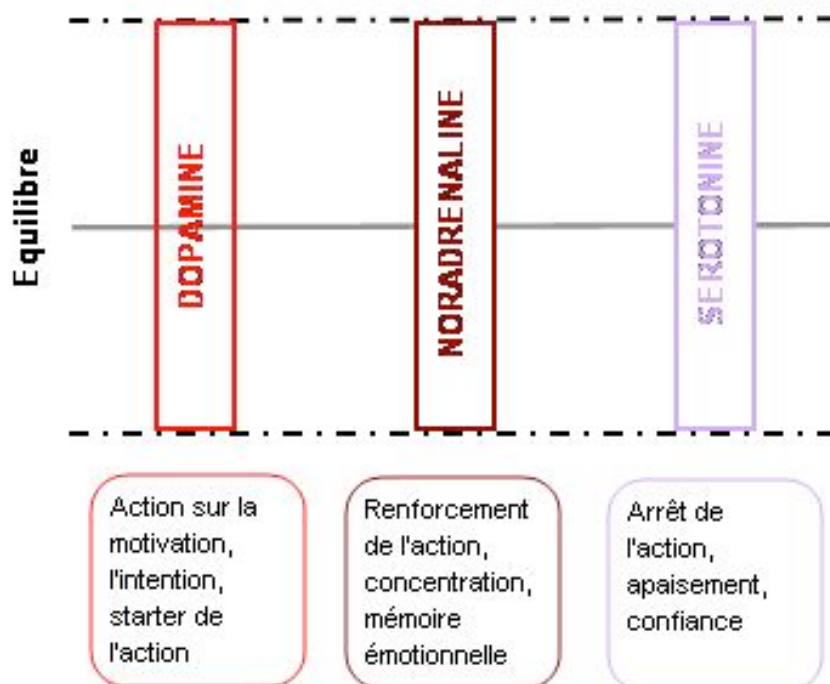 Equilibre
DOPAMINE
NORADRENALINE
SEROTONINE
Action sur la
motivation,
l'intention,
starter de
l'action
Renforcement
de l'action,
concentration,
mémoire
émotionnelle
Arrêt de
l'action,
apaisement,
confiance